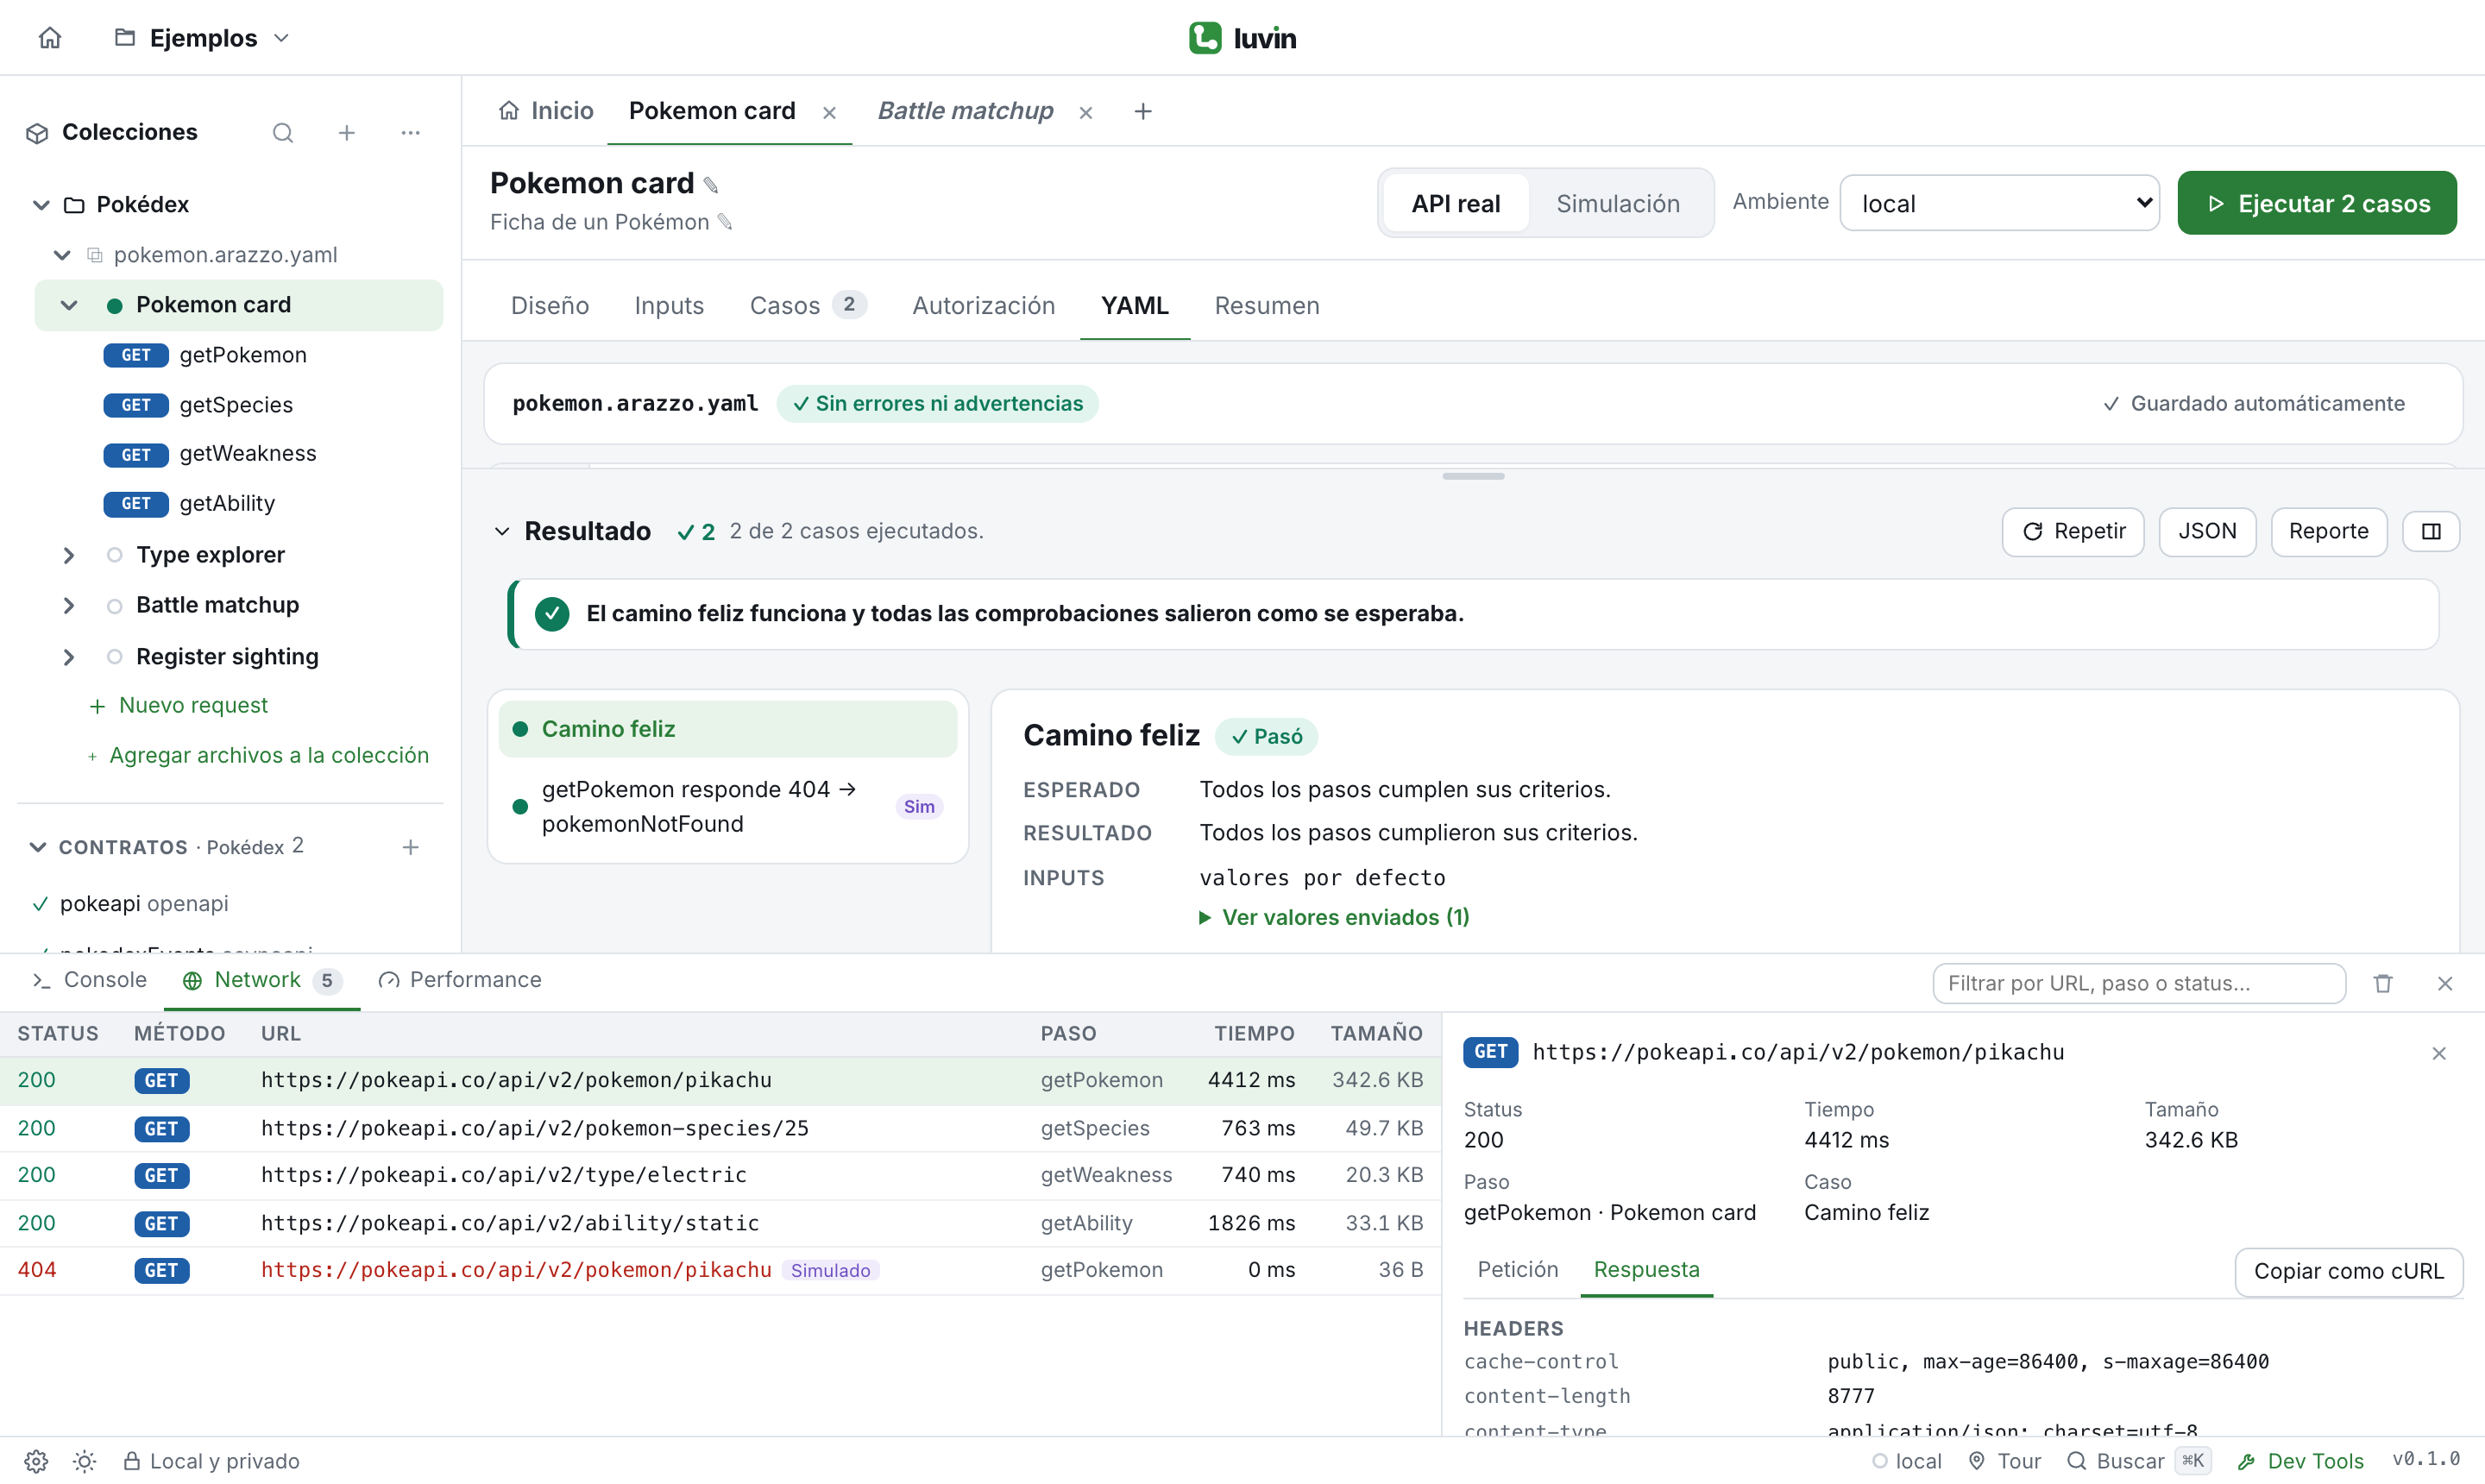 Ejemplos
luvin
Colecciones
Pokédex
pokemon.arazzo.yaml
Pokemon card
GET getPokemon
GET getSpecies
GET getWeakness
GET getAbility
Type explorer
Battle matchup
Register sighting
+ Nuevo request
+ Agregar archivos a la colección
CONTRATOS · Pokédex 2
pokeapi openapi
Inicio
Pokemon card
Battle matchup
Pokemon card
Ficha de un Pokémon
API real
Simulación
Ambiente
local
Ejecutar 2 casos
Diseño
Inputs
Casos 2
Autorización
YAML
Resumen
pokemon.arazzo.yaml
✓ Sin errores ni advertencias
✓ Guardado automáticamente
Resultado
✓ 2
2 de 2 casos ejecutados.
Repetir
JSON
Reporte
El camino feliz funciona y todas las comprobaciones salieron como se esperaba.
Camino feliz
getPokemon responde 404 →
pokemonNotFound
Sim
Camino feliz
✓ Pasó
ESPERADO Todos los pasos cumplen sus criterios.
RESULTADO Todos los pasos cumplieron sus criterios.
INPUTS valores por defecto
▶ Ver valores enviados (1)
Console
Network 5
Performance
Filtrar por URL, paso o status...
STATUS MÉTODO URL PASO TIEMPO TAMAÑO
200 GET https://pokeapi.co/api/v2/pokemon/pikachu getPokemon 4412 ms 342.6 KB
200 GET https://pokeapi.co/api/v2/pokemon-species/25 getSpecies 763 ms 49.7 KB
200 GET https://pokeapi.co/api/v2/type/electric getWeakness 740 ms 20.3 KB
200 GET https://pokeapi.co/api/v2/ability/static getAbility 1826 ms 33.1 KB
404 GET https://pokeapi.co/api/v2/pokemon/pikachu Simulado getPokemon 0 ms 36 B
GET https://pokeapi.co/api/v2/pokemon/pikachu
Status Tiempo Tamaño
200 4412 ms 342.6 KB
Paso Caso
getPokemon · Pokemon card Camino feliz
Petición
Respuesta
Copiar como cURL
HEADERS
cache-control public, max-age=86400, s-maxage=86400
content-length 8777
content-type application/json; charset=utf-8
Local y privado
local
Tour
Buscar ⌘K
Dev Tools
v0.1.0